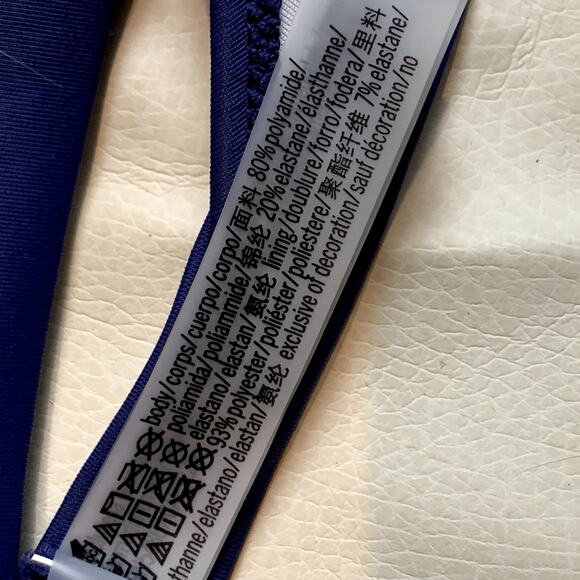 body/corps/cuerpo/corpo/面料 80% polyamide/
poliamida/poliammide/锦纶 20% elastane/élasthanne/
elastano/elastan/氨纶 lining/doublure/forro/fodera/里料
93% polyester/poliéster/poliestere/聚酯纤维 7% elastane/
thanne/elastano/elastan/氨纶 exclusive of decoration/sauf décoration/no